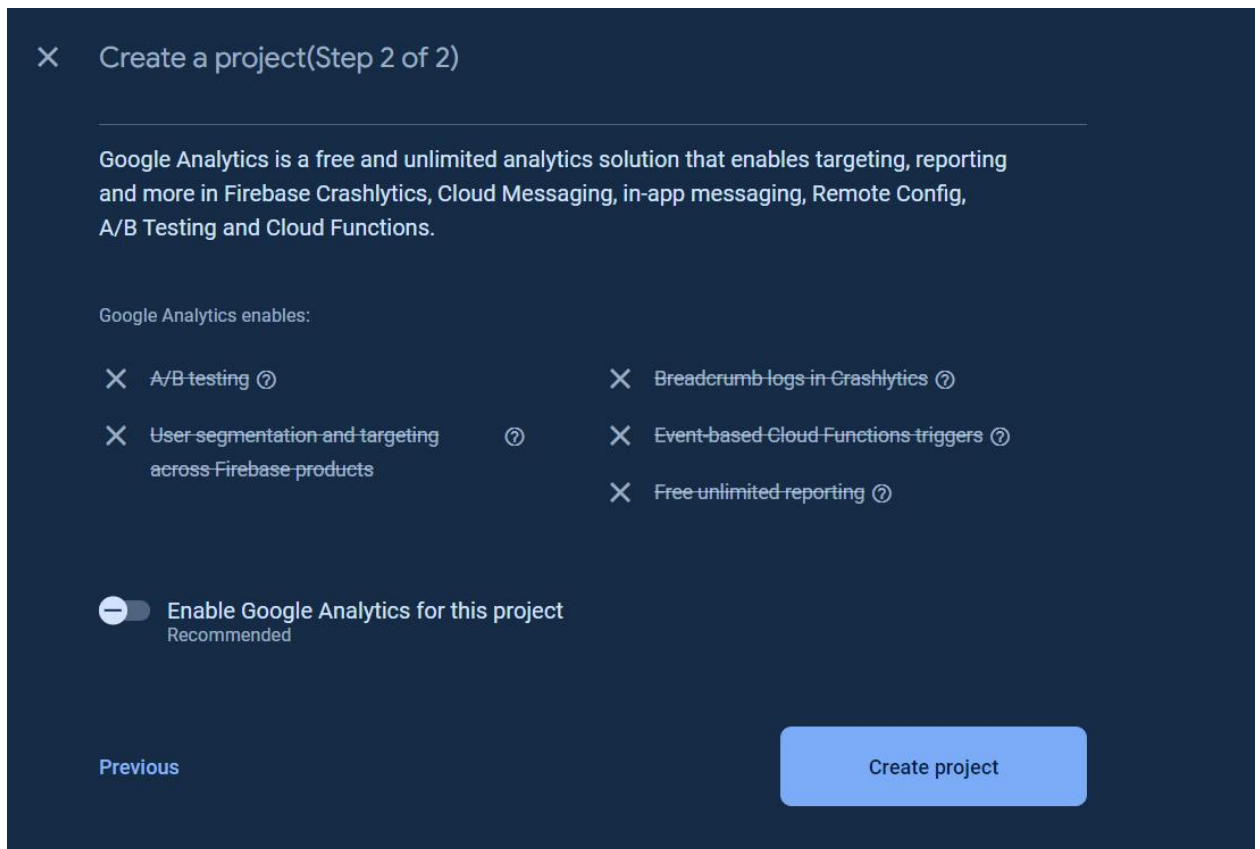 Create a project(Step 2 of 2)
Google Analytics is a free and unlimited analytics solution that enables targeting, reporting
and more in Firebase Crashlytics, Cloud Messaging, in-app messaging, Remote Config,
A/B Testing and Cloud Functions.
Google Analytics enables:
A/B testing
User segmentation and targeting
across Firebase products
Breadcrumb logs in Crashlytics
Event-based Cloud Functions triggers
Free unlimited reporting
Enable Google Analytics for this project
Recommended
Previous
Create project